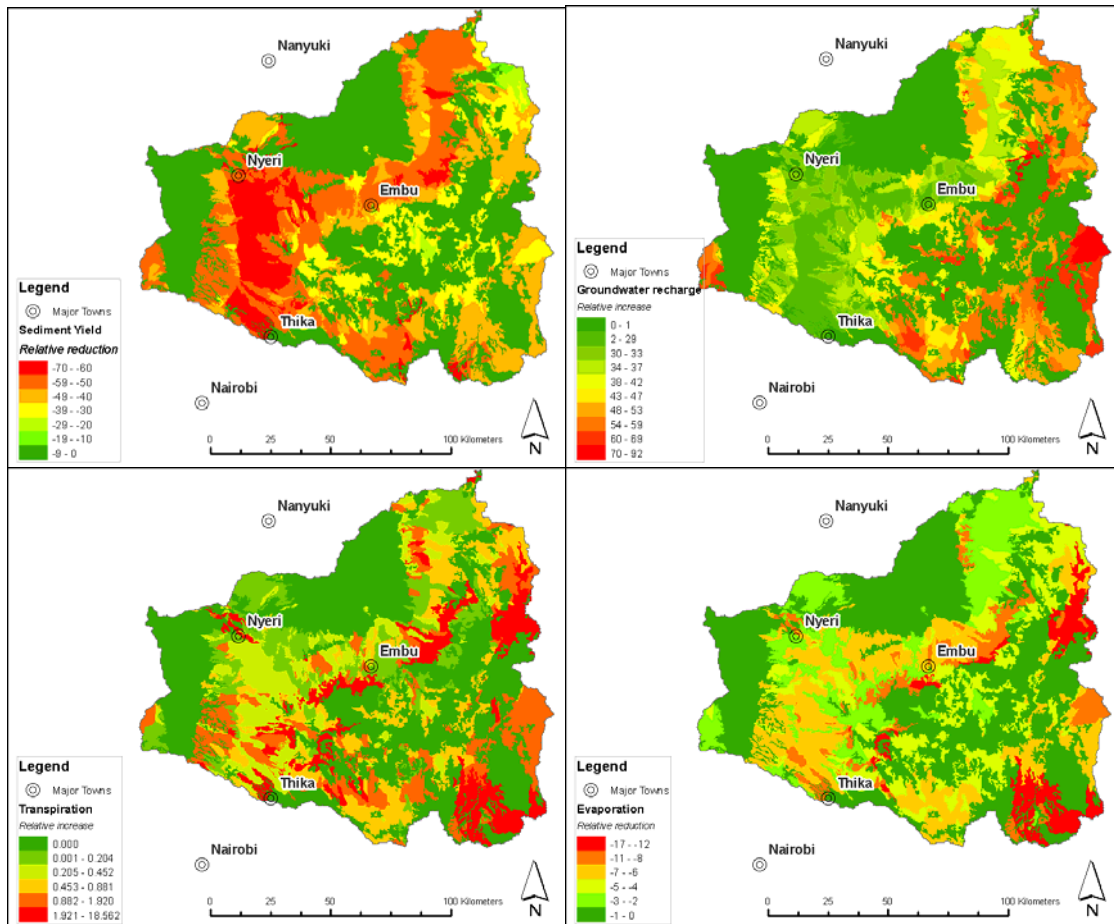 Nanyuki
Nyeri
Embu
Thika
Nairobi
Legend
Major Towns
Sediment Yield
Relative reduction
-70 - -60
-59 - -50
-49 - -40
-39 - -30
-29 - -20
-19 - -10
-9 - 0
0 25 50 100 Kilometers
N
Nanyuki
Nyeri
Embu
Thika
Nairobi
Legend
Major Towns
Groundwater recharge
Relative increase
0 - 1
2 - 29
30 - 33
34 - 37
38 - 42
43 - 47
48 - 53
54 - 59
60 - 69
70 - 92
0 25 50 100 Kilometers
N
Nanyuki
Nyeri
Embu
Thika
Nairobi
Legend
Major Towns
Transpiration
Relative increase
0.000
0.001 - 0.204
0.205 - 0.452
0.453 - 0.881
0.882 - 1.920
1.921 - 18.562
0 25 50 100 Kilometers
N
Nanyuki
Nyeri
Embu
Thika
Nairobi
Legend
Major Towns
Evaporation
Relative reduction
-17 - -12
-11 - -8
-7 - -6
-5 - -4
-3 - -2
-1 - 0
0 25 50 100 Kilometers
N